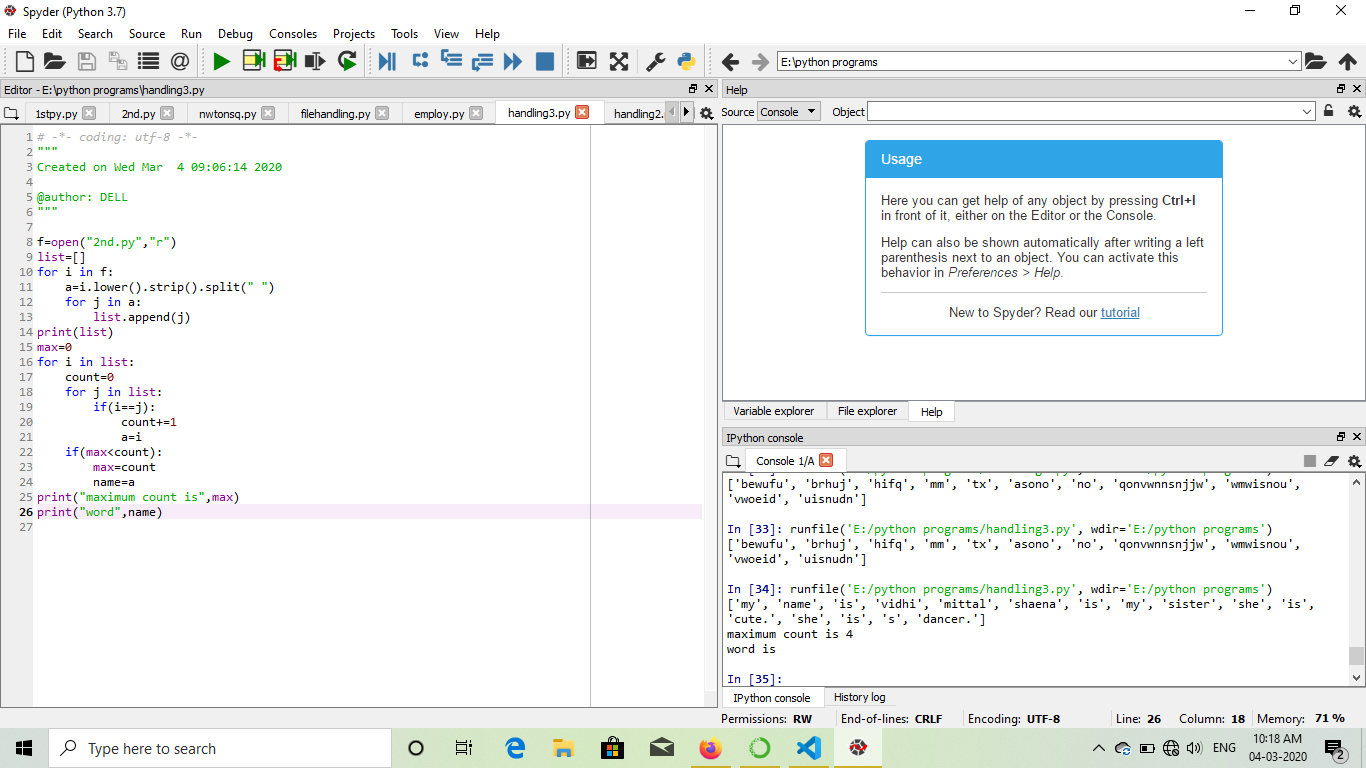 Spyder (Python 3.7)
File Edit Search Source Run Debug Consoles Projects Tools View Help
E:\python programs
Editor - E:\python programs\handling3.py
1stpy.py 2nd.py nwtonsq.py filehandling.py employ.py handling3.py handling2.
1 # -*- coding: utf-8 -*-
2 """
3 Created on Wed Mar  4 09:06:14 2020
4
5 @author: DELL
6 """
7
8 f=open("2nd.py","r")
9 list=[]
10 for i in f:
11     a=i.lower().strip().split(" ")
12     for j in a:
13         list.append(j)
14 print(list)
15 max=0
16 for i in list:
17     count=0
18     for j in list:
19         if(i==j):
20             count+=1
21             a=i
22     if(max<count):
23         max=count
24         name=a
25 print("maximum count is",max)
26 print("word",name)
27
Help
Source Console Object
Usage
Here you can get help of any object by pressing Ctrl+I
in front of it, either on the Editor or the Console.
Help can also be shown automatically after writing a left
parenthesis next to an object. You can activate this
behavior in Preferences > Help.
New to Spyder? Read our tutorial
Variable explorer File explorer Help
IPython console
Console 1/A
['bewufu', 'brhuj', 'hifq', 'mm', 'tx', 'asono', 'no', 'qonvwnnsnjjw', 'wmwisnou',
'vwoeid', 'uisnudn']
In [33]: runfile('E:/python programs/handling3.py', wdir='E:/python programs')
['bewufu', 'brhuj', 'hifq', 'mm', 'tx', 'asono', 'no', 'qonvwnnsnjjw', 'wmwisnou',
'vwoeid', 'uisnudn']
In [34]: runfile('E:/python programs/handling3.py', wdir='E:/python programs')
['my', 'name', 'is', 'vidhi', 'mittal', 'shaena', 'is', 'my', 'sister', 'she', 'is',
'cute.', 'she', 'is', 's', 'dancer.']
maximum count is 4
word is
In [35]:
IPython console History log
Permissions: RW End-of-lines: CRLF Encoding: UTF-8 Line: 26 Column: 18 Memory: 71 %
Type here to search
ENG
10:18 AM
04-03-2020
2